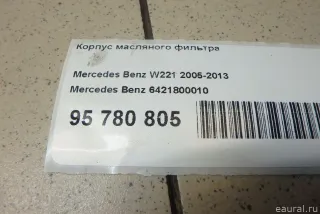 Корпус масляного фильтра
Mercedes Benz W221 2005-2013
Mercedes Benz 6421800010
95 780 805
eaural.ru